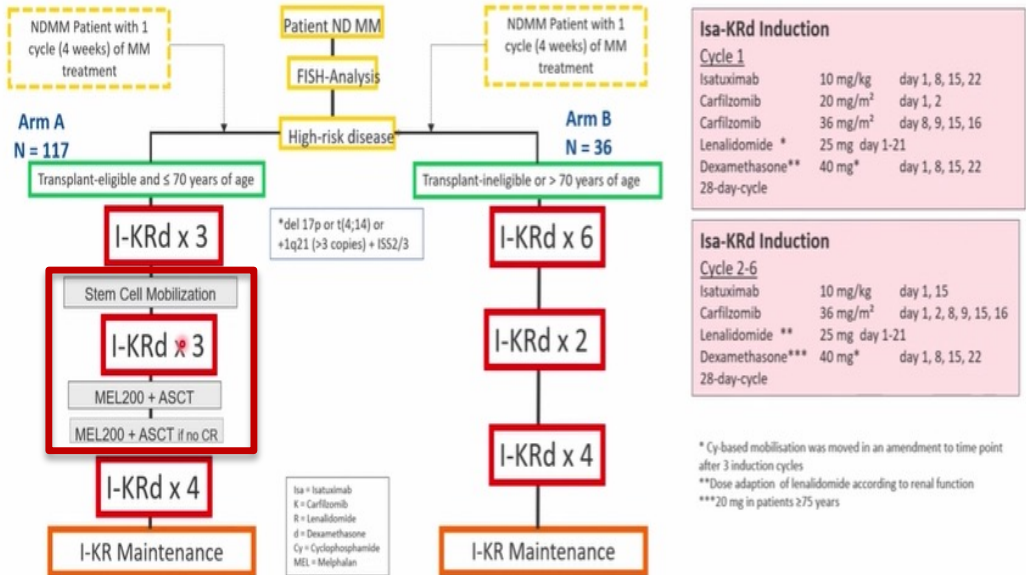 NDMM Patient with 1
cycle (4 weeks) of MM
treatment
Patient ND MM
FISH-Analysis
High-risk disease
NDMM Patient with 1
cycle (4 weeks) of MM
treatment
Arm A
N = 117
Arm B
N = 36
Transplant-eligible and ≤ 70 years of age
Transplant-ineligible or > 70 years of age
I-KRd x 3
*del 17p or t(4;14) or
+1q21 (>3 copies) + ISS2/3
I-KRd x 6
Stem Cell Mobilization
I-KRd x 3
I-KRd x 2
MEL200 + ASCT
MEL200 + ASCT if no CR
I-KRd x 4
Isa = Isatuximab
K = Carfilzomib
R = Lenalidomide
d = Dexamethasone
Cy = Cyclophosphamide
MEL = Melphalan
I-KRd x 4
I-KR Maintenance
I-KR Maintenance
Isa-KRd Induction
Cycle 1
Isatuximab 10 mg/kg day 1, 8, 15, 22
Carfilzomib 20 mg/m² day 1, 2
Carfilzomib 36 mg/m² day 8, 9, 15, 16
Lenalidomide * 25 mg day 1-21
Dexamethasone** 40 mg* day 1, 8, 15, 22
28-day-cycle
Isa-KRd Induction
Cycle 2-6
Isatuximab 10 mg/kg day 1, 15
Carfilzomib 36 mg/m² day 1, 2, 8, 9, 15, 16
Lenalidomide ** 25 mg day 1-21
Dexamethasone*** 40 mg* day 1, 8, 15, 22
28-day-cycle
* Cy-based mobilisation was moved in an amendment to time point
after 3 induction cycles
**Dose adaption of lenalidomide according to renal function
***20 mg in patients ≥75 years